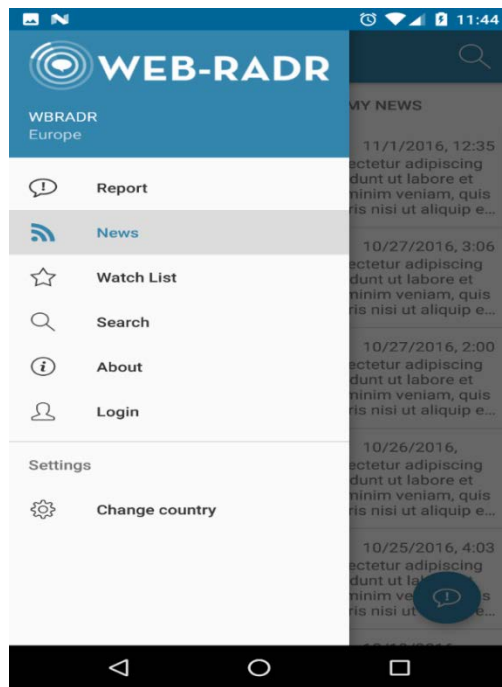 11:44
WEB-RADR
WBRADR
Europe
Report
News
Watch List
Search
About
Login
Settings
Change country
MY NEWS
11/1/2016, 12:35
ectetur adipiscing
dunt ut labore et
minim veniam, quis
ris nisi ut aliquip e...
10/27/2016, 3:06
ectetur adipiscing
dunt ut labore et
minim veniam, quis
ris nisi ut aliquip e...
10/27/2016, 2:00
ectetur adipiscing
dunt ut labore et
minim veniam, quis
ris nisi ut aliquip e...
10/26/2016,
ectetur adipiscing
dunt ut labore et
minim veniam, quis
ris nisi ut aliquip e...
10/25/2016, 4:03
ectetur adipiscing
dunt ut la
minim ve s
ris nisi ut e...